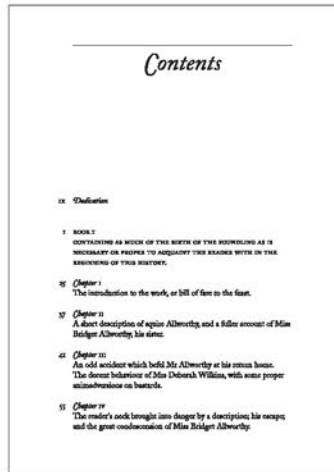 Contents
ix Dedication
1 BOOK I
CONTAINING AS MUCH OF THE BIRTH OF THE FOUNDLING AS IS
NECESSARY OR PROPER TO ACQUAINT THE READER WITH IN THE
BEGINNING OF THIS HISTORY.
25 Chapter i
The introduction to the work, or bill of fare to the feast.
37 Chapter ii
A short description of squire Allworthy, and a fuller account of Miss
Bridget Allworthy, his sister.
42 Chapter iii
An odd accident which befel Mr Allworthy at his return home.
The decent behaviour of Mrs Deborah Wilkins, with some proper
animadversions on bastards.
53 Chapter iv
The reader's neck brought into danger by a description; his escape;
and the great condescension of Miss Bridget Allworthy.